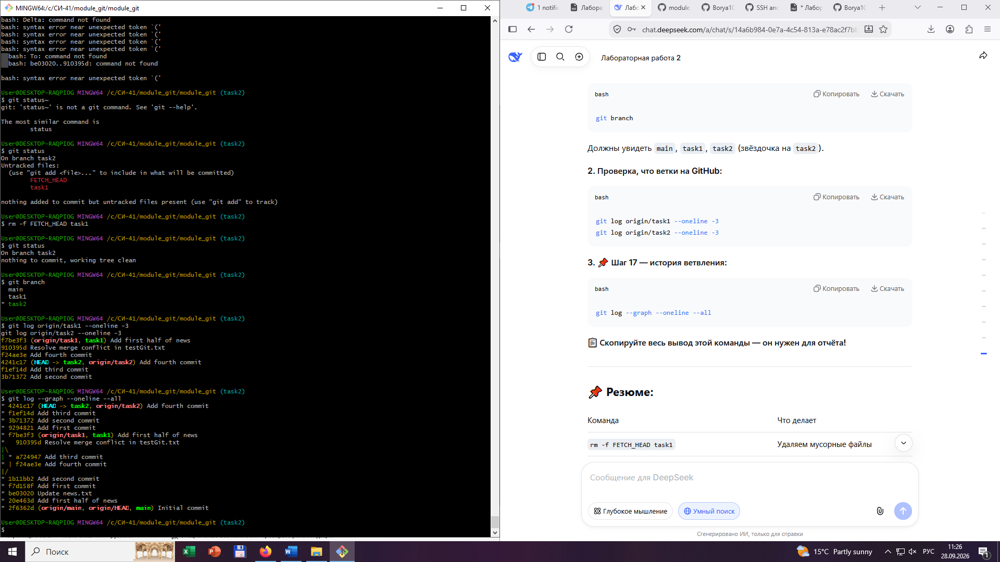 MINGW64:/c/СИ-41/module_git/module_git
bash: Delta: command not found
bash: syntax error near unexpected token `('
bash: syntax error near unexpected token `('
bash: syntax error near unexpected token `('
bash: syntax error near unexpected token `('
bash: To: command not found
bash: be03020..910395d: command not found
bash: syntax error near unexpected token `('
User@DESKTOP-RAQPIOG MINGW64 /c/СИ-41/module_git/module_git (task2)
$ git status~
git: 'status~' is not a git command. See 'git --help'.
The most similar command is
status
User@DESKTOP-RAQPIOG MINGW64 /c/СИ-41/module_git/module_git (task2)
$ git status
On branch task2
Untracked files:
(use "git add <file>..." to include in what will be committed)
FETCH_HEAD
task1
nothing added to commit but untracked files present (use "git add" to track)
User@DESKTOP-RAQPIOG MINGW64 /c/СИ-41/module_git/module_git (task2)
$ rm -f FETCH_HEAD task1
User@DESKTOP-RAQPIOG MINGW64 /c/СИ-41/module_git/module_git (task2)
$ git status
On branch task2
nothing to commit, working tree clean
User@DESKTOP-RAQPIOG MINGW64 /c/СИ-41/module_git/module_git (task2)
$ git branch
main
task1
* task2
User@DESKTOP-RAQPIOG MINGW64 /c/СИ-41/module_git/module_git (task2)
$ git log origin/task1 --oneline -3
git log origin/task2 --oneline -3
f7be3f3 (origin/task1, task1) Add first half of news
910395d Resolve merge conflict in testGit.txt
f24ae3e Add fourth commit
4241c17 (HEAD -> task2, origin/task2) Add fourth commit
f1ef14d Add third commit
3b71372 Add second commit
User@DESKTOP-RAQPIOG MINGW64 /c/СИ-41/module_git/module_git (task2)
$ git log --graph --oneline --all
* 4241c17 (HEAD -> task2, origin/task2) Add fourth commit
* f1ef14d Add third commit
* 3b71372 Add second commit
* 9294821 Add first commit
* f7be3f3 (origin/task1, task1) Add first half of news
*   910395d Resolve merge conflict in testGit.txt
|\
| * a724947 Add third commit
* | f24ae3e Add fourth commit
|/
* 1b11bb2 Add second commit
* f7d158f Add first commit
* be03020 Update news.txt
* 20e463d Add first half of news
* 2f6362d (origin/main, origin/HEAD, main) Initial commit
User@DESKTOP-RAQPIOG MINGW64 /c/СИ-41/module_git/module_git (task2)
$
1 notific
Лабора
Лабо
module
Borya10
SSH and
* Лабор
Borya10
chat.deepseek.com/a/chat/s/14a6b984-0e7a-4c54-813a-e78ac2f7b
Лабораторная работа 2
bash
Копировать
Скачать
git branch
Должны увидеть main, task1, task2 (звёздочка на task2).
2. Проверка, что ветки на GitHub:
bash
Копировать
Скачать
git log origin/task1 --oneline -3
git log origin/task2 --oneline -3
3. 📌 Шаг 17 — история ветвления:
bash
Копировать
Скачать
git log --graph --oneline --all
📋 Скопируйте весь вывод этой команды — он нужен для отчёта!
📌 Резюме:
Команда
Что делает
rm -f FETCH_HEAD task1
Удаляем мусорные файлы
Сообщение для DeepSeek
Глубокое мышление
Умный поиск
Сгенерировано ИИ, только для справки
Поиск
15°C Partly sunny
РУС
11:26
28.09.2026
1